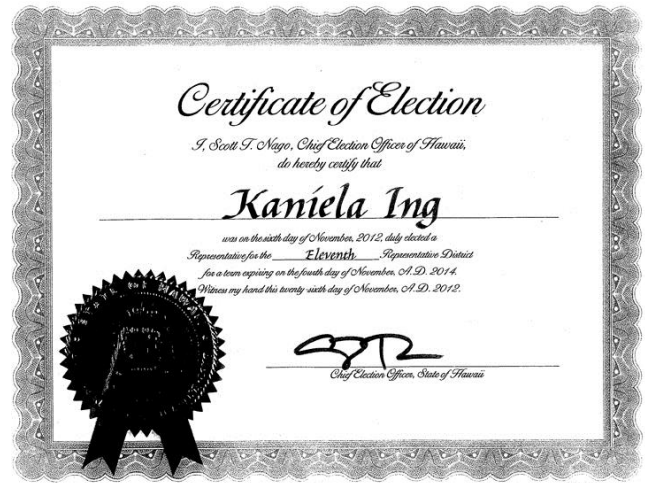 Certificate of Election
I, Scott T. Nago, Chief Election Officer of Hawaii,
do hereby certify that
Kaniela Ing
was on the sixth day of November, 2012, duly elected a
Representative for the Eleventh Representative District
for a term expiring on the fourth day of November, A.D. 2014.
Witness my hand this twenty-sixth day of November, A.D. 2012.
Chief Election Officer, State of Hawaii